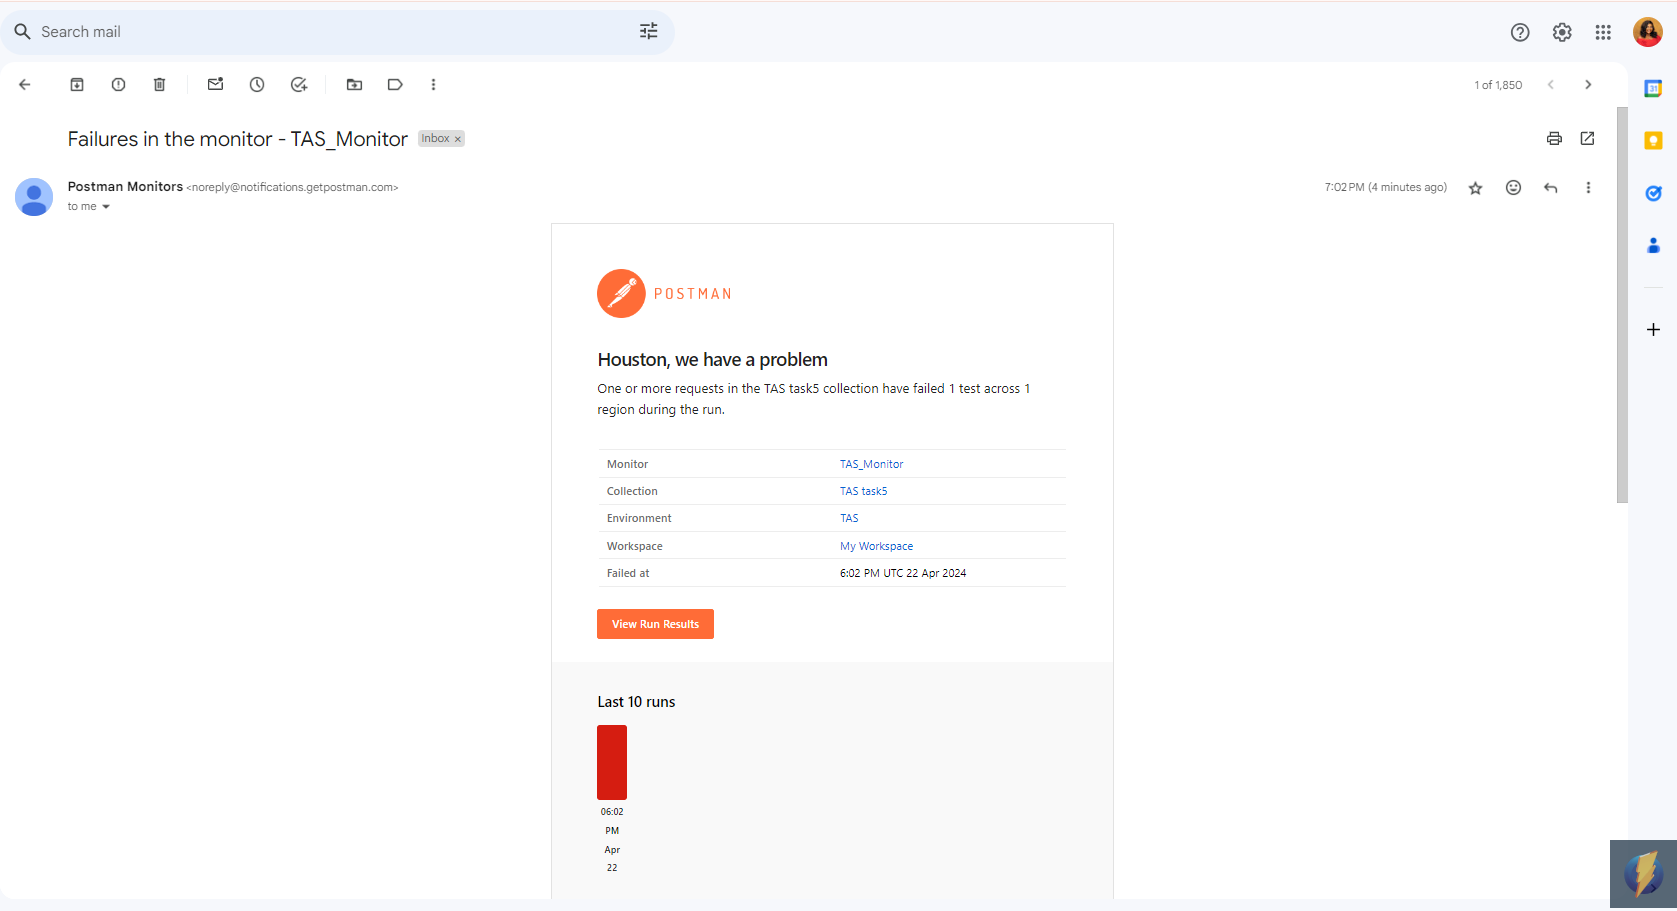 Search mail
1 of 1,850
Failures in the monitor - TAS_Monitor Inbox ×
Postman Monitors <noreply@notifications.getpostman.com>
7:02 PM (4 minutes ago)
to me
31
POSTMAN
Houston, we have a problem
One or more requests in the TAS task5 collection have failed 1 test across 1
region during the run.
Monitor TAS_Monitor
Collection TAS task5
Environment TAS
Workspace My Workspace
Failed at 6:02 PM UTC 22 Apr 2024
View Run Results
Last 10 runs
06:02
PM
Apr
22